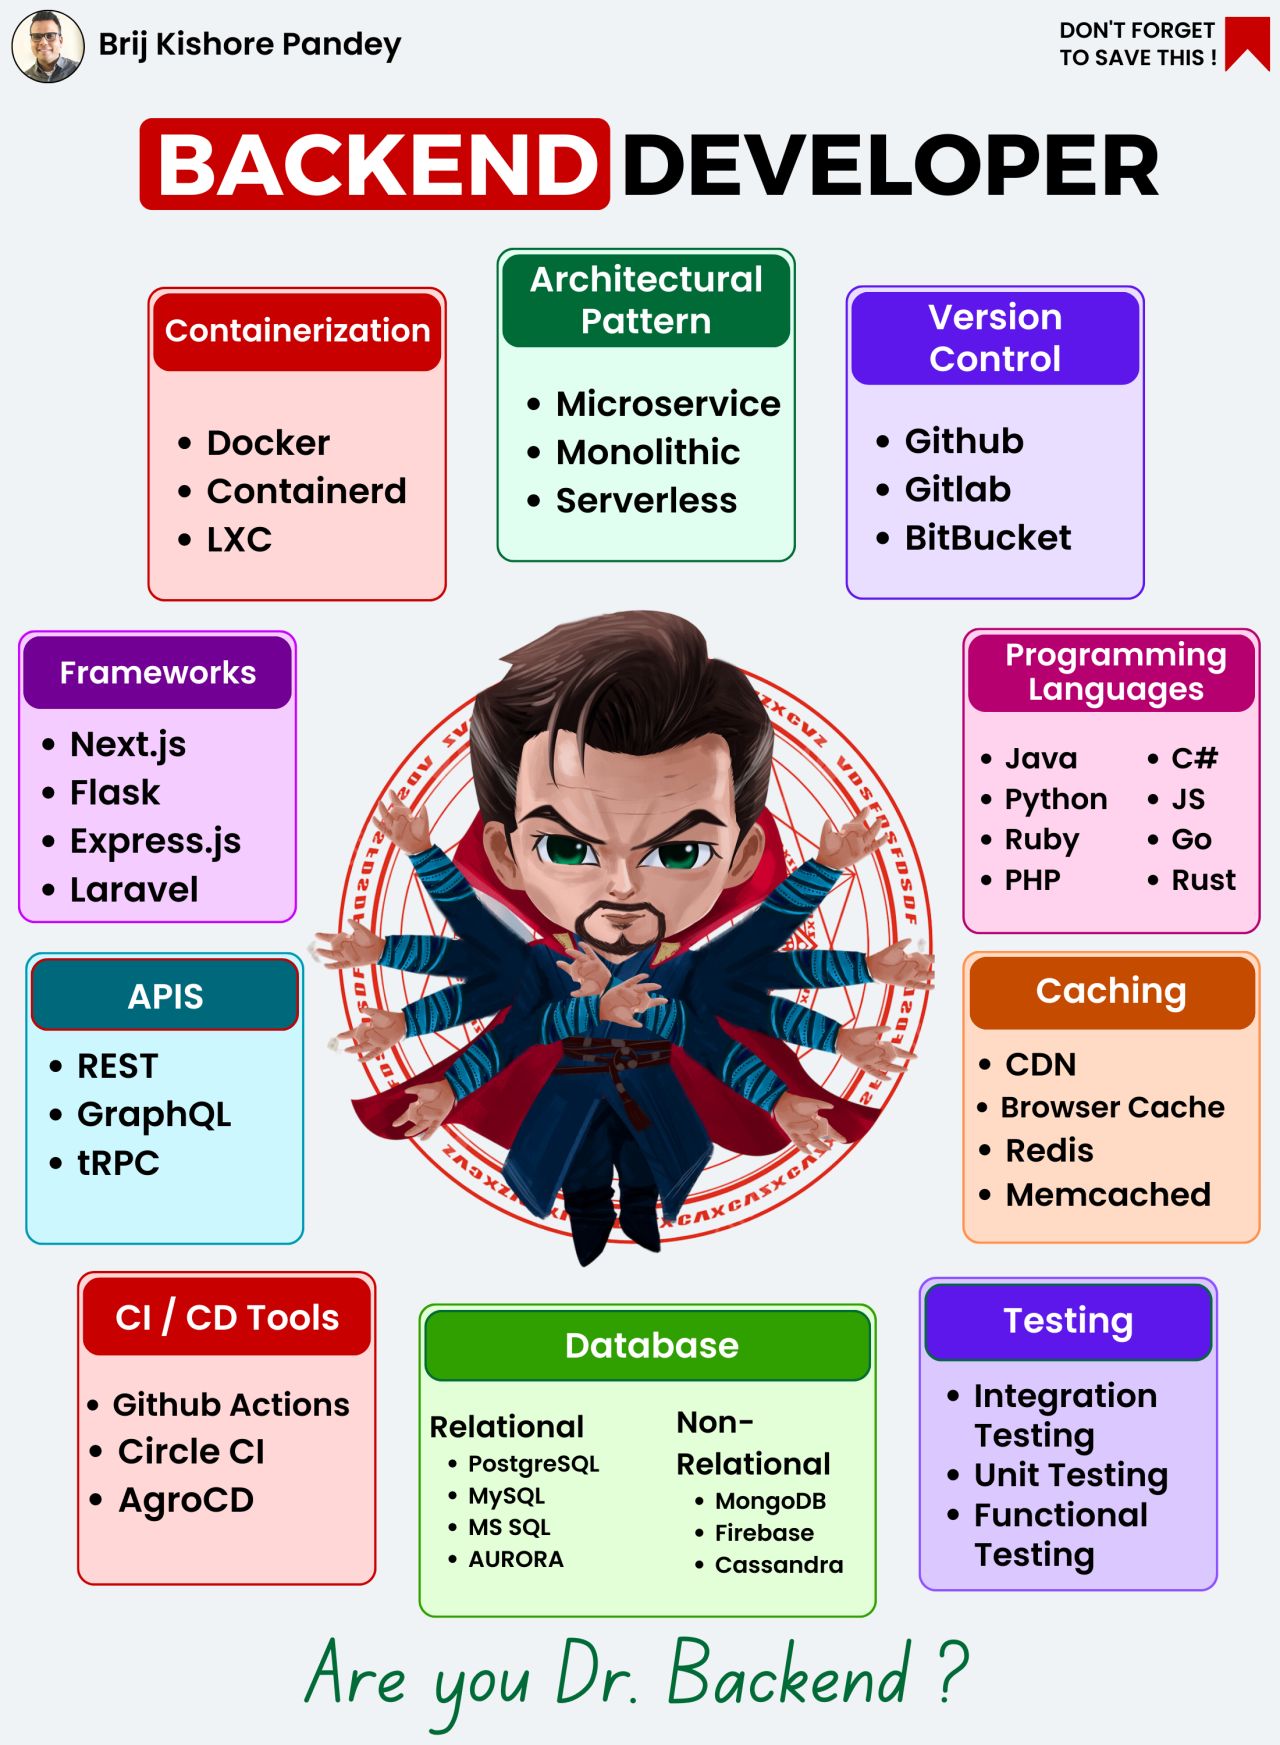 Brij Kishore Pandey
DON'T FORGET
TO SAVE THIS !
BACKEND DEVELOPER
Containerization
• Docker
• Containerd
• LXC
Architectural
Pattern
• Microservice
• Monolithic
• Serverless
Version
Control
• Github
• Gitlab
• BitBucket
Frameworks
• Next.js
• Flask
• Express.js
• Laravel
Programming
Languages
• Java
• Python
• Ruby
• PHP
• C#
• JS
• Go
• Rust
APIS
• REST
• GraphQL
• tRPC
Caching
• CDN
• Browser Cache
• Redis
• Memcached
CI / CD Tools
• Github Actions
• Circle CI
• AgroCD
Database
Relational
• PostgreSQL
• MySQL
• MS SQL
• AURORA
Non-
Relational
• MongoDB
• Firebase
• Cassandra
Testing
• Integration
Testing
• Unit Testing
• Functional
Testing
Are you Dr. Backend ?